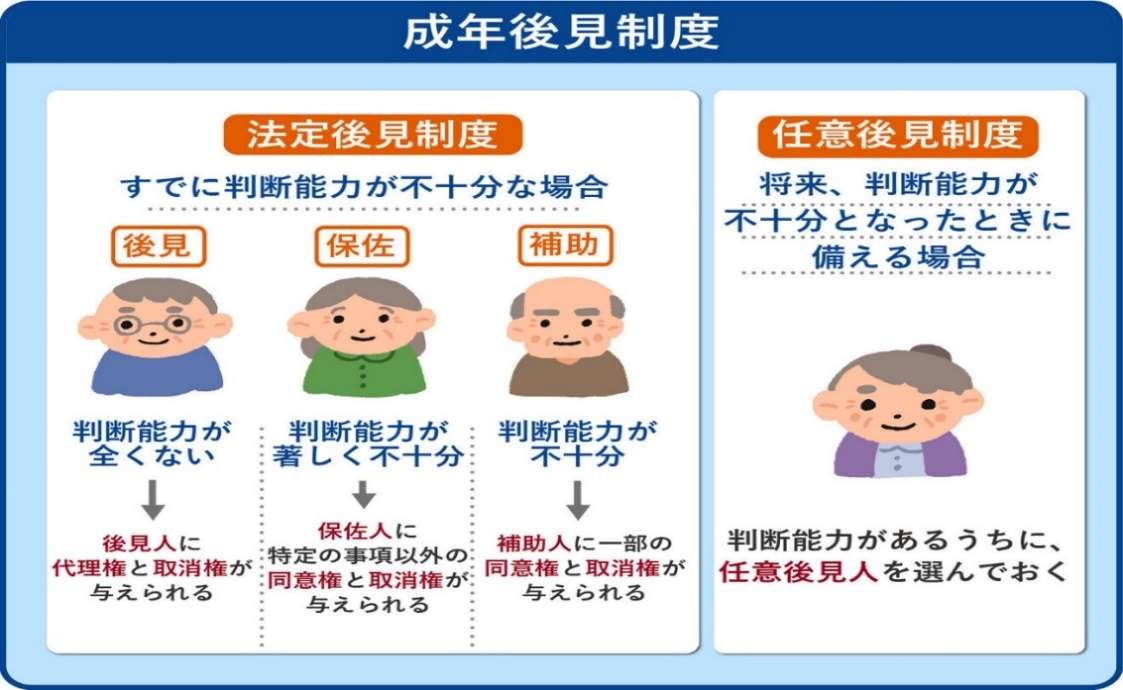 成年後見制度
法定後見制度
すでに判断能力が不十分な場合
後見
判断能力が
全くない
後見人に
代理権と取消権が
与えられる
保佐
判断能力が
著しく不十分
保佐人に
特定の事項以外の
同意権と取消権が
与えられる
補助
判断能力が
不十分
補助人に一部の
同意権と取消権が
与えられる
任意後見制度
将来、判断能力が
不十分となったときに
備える場合
判断能力があるうちに、
任意後見人を選んでおく